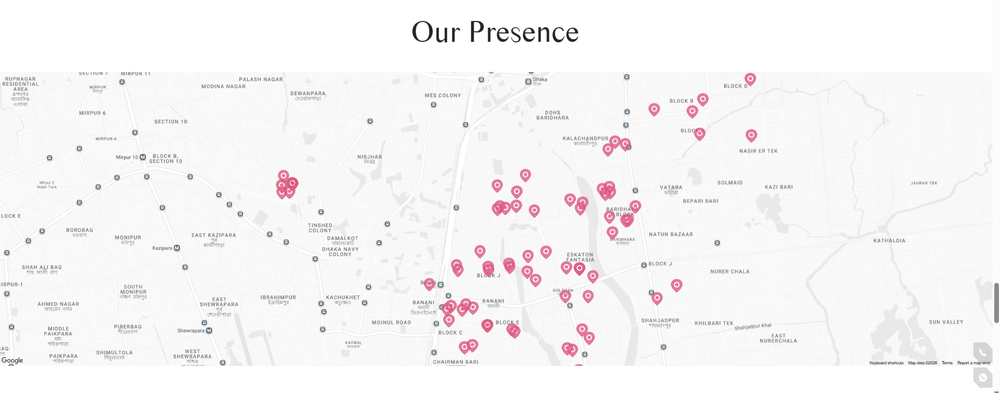 Our Presence
SECTION 7
MIRPUR 11
RUPNAGAR
RESIDENTIAL
AREA
রূপনগর
আবাসিক
এলাকা
MIRPUR
মিরপুর
PALASH NAGAR
MODINA NAGAR
DEWANPARA
দেওয়ানপাড়া
MES COLONY
Dhaka
ঢাকা
BLOCK D
BLOCK B
MIRPUR 6
SECTION 10
DOHS
BARIDHARA
MIRPUR-6
KALACHANDPUR
কালাচাঁদপুর
NASIR ER TEK
Mirpur 10
BLOCK B,
SECTION 10
NIRJHAR
নির্ঝর
Mirpur 2
Water Tank
VATARA
ভাটারা
SOLMAID
KAZI BARI
JAURAR TEK
BEPARI BARI
LOCK E
BARIDHARA
K BLOCK
BOROBAG
বড়বাগ
MONIPUR
মনিপুর
EAST KAZIPARA
পূর্ব
কাজীপাড়া
TINSHED
COLONY
DAMALKOT
দামালকোট
DHAKA NAVY
COLONY
NATUN BAZAAR
BARIDHARA
বারিধারা
KATHALDIA
Kazipara
ESKATON
FANTASIA
BLOCK J
SHAH ALI BAG
শাহ আলী বাগ
BLOCK J
NURER CHALA
IRPUR-1
SOUTH
MONIPUR
দক্ষিণ মনিপুর
GULSHAN
AHMED NAGAR
আহমেদ নগর
EAST
SHEWRAPARA
পূর্ব
শেওড়াপাড়া
IBRAHIMPUR
ইব্রাহিমপুর
KACHUKHET
কচুক্ষেত
BANANI
বনানী
ডিওএইচএস
BANANI
বনানী
MOINUL ROAD
BLOCK E
BLOCK C
SHAHJADPUR
শাহজাদপুর
KHILBARI TEK
Shahjadpur Khal
SUN VALLEY
MIDDLE
PAIKPARA
মধ্য
পাইকপাড়া
PIRERBAG
পীরেরবাগ
Shewrapara
EAST
NURERCHALA
KAFRUL
কাফরুল
SHIMULTOLA
শিমুলতলা
WEST
SHEWRAPARA
পশ্চিম
PAIKPARA
পাইকপাড়া
CHAIRMAN BARI
Google
Keyboard shortcuts
Map data ©2026
Terms
Report a map error